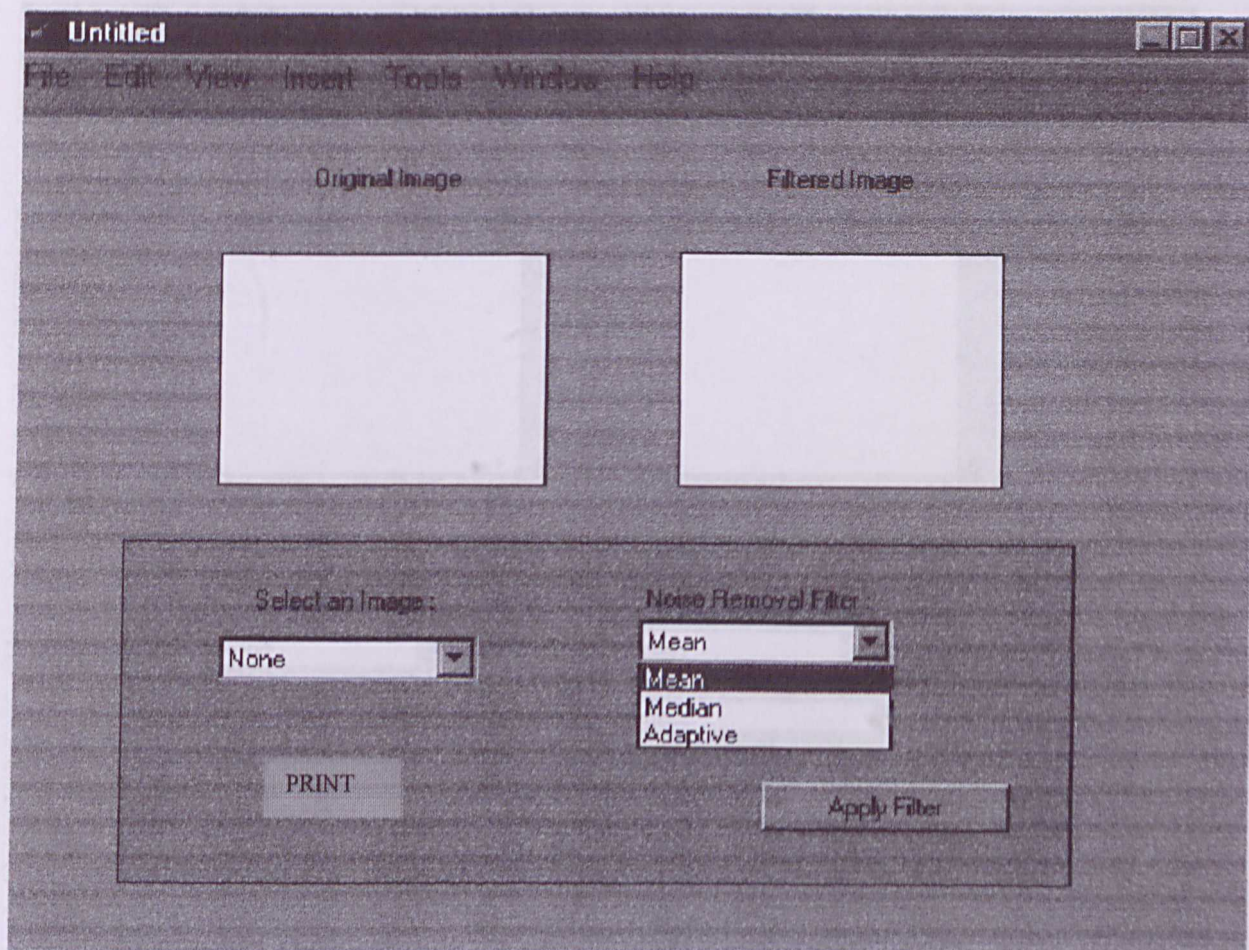 Untitled
File Edit View Insert Tools Window Help
Original Image
Filtered Image
Select an Image :
None
Noise Removal Filter :
Mean
Mean
Median
Adaptive
PRINT
Apply Filter